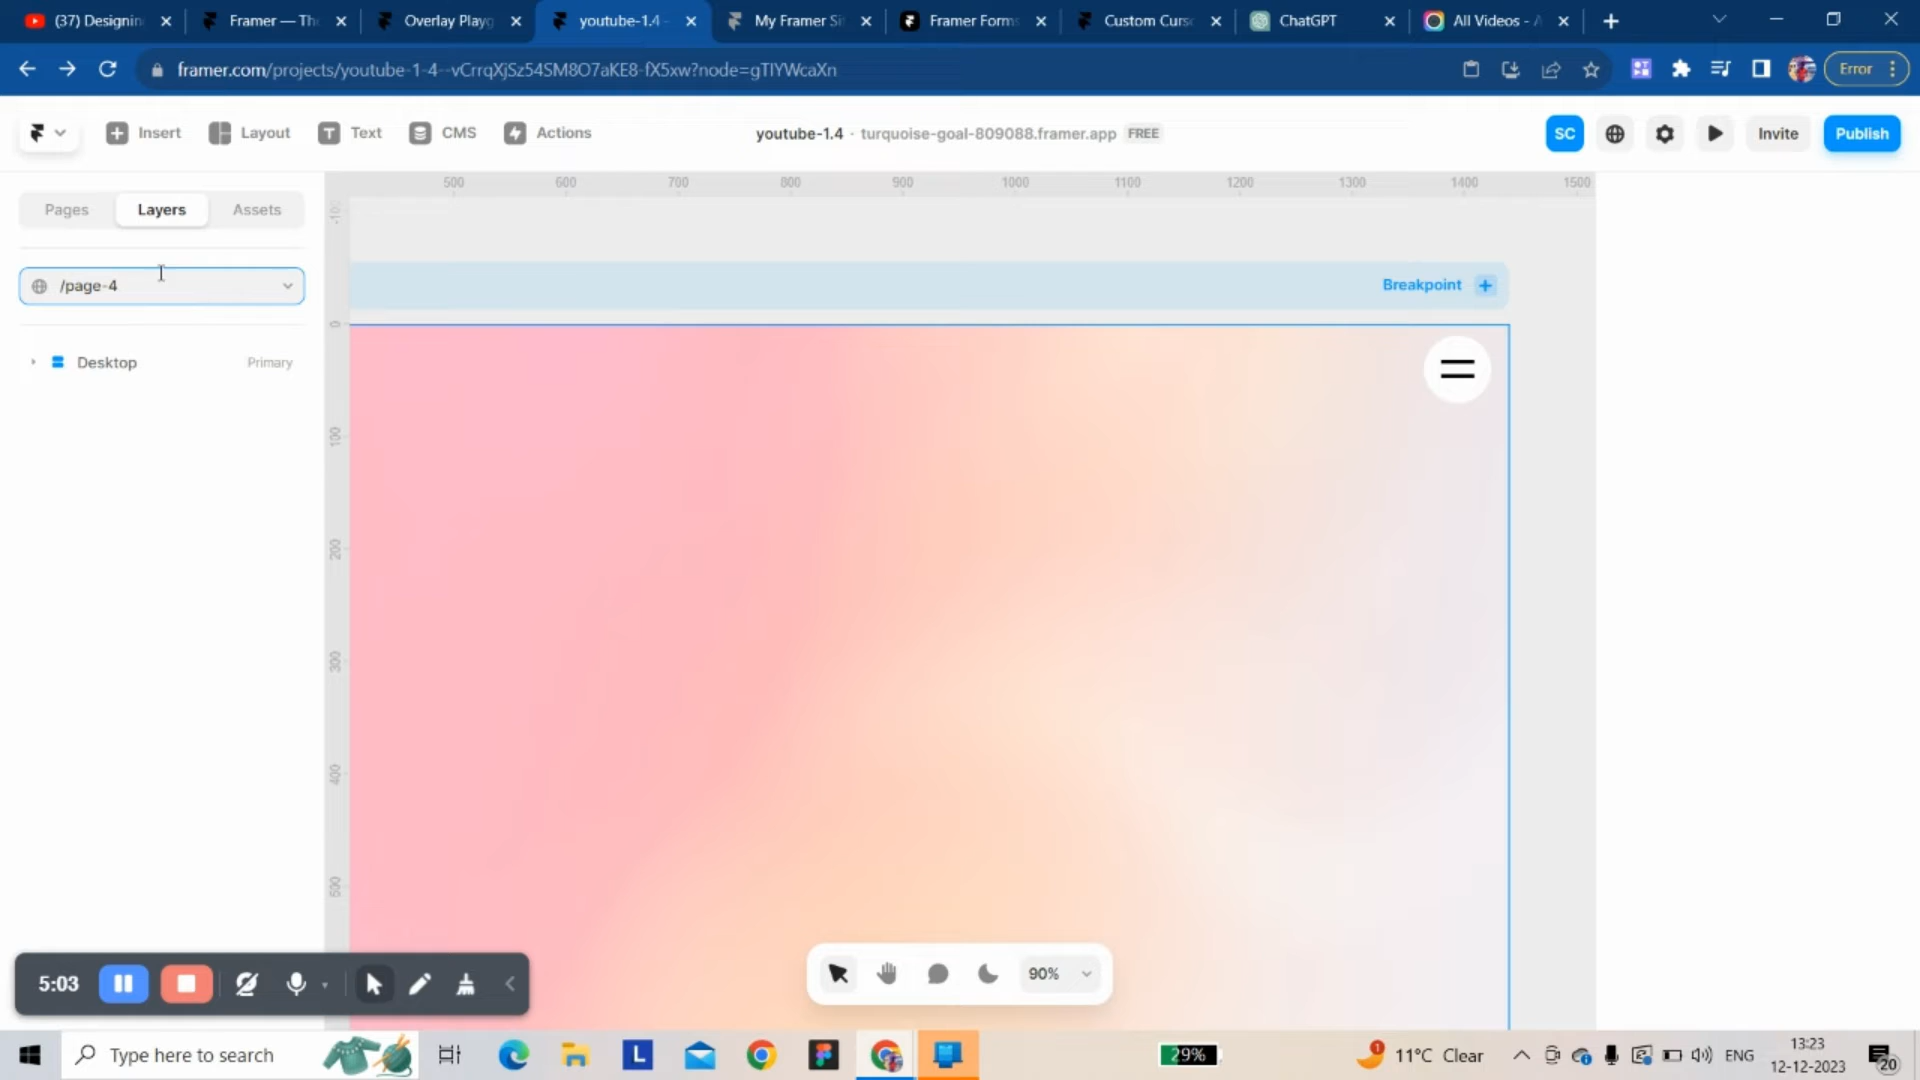 (37) Designin
Framer — Th
Overlay Playg
youtube-1.4 -
My Framer Si
Framer Forms
Custom Curs
ChatGPT
All Videos - A
framer.com/projects/youtube-1-4--vCrrqXjSz54SM8O7aKE8-fX5xw?node=gTIYWcaXn
Error
Insert
Layout
Text
CMS
Actions
youtube-1.4 · turquoise-goal-809088.framer.app FREE
SC
Invite
Publish
Pages
Layers
Assets
500 600 700 800 900 1000 1100 1200 1300 1400 1500
-100
/page-4
Breakpoint +
0
Desktop
Primary
100
200
300
400
500
5:03
90%
Type here to search
L
29%
1
11°C Clear
ENG
13:23
12-12-2023
20